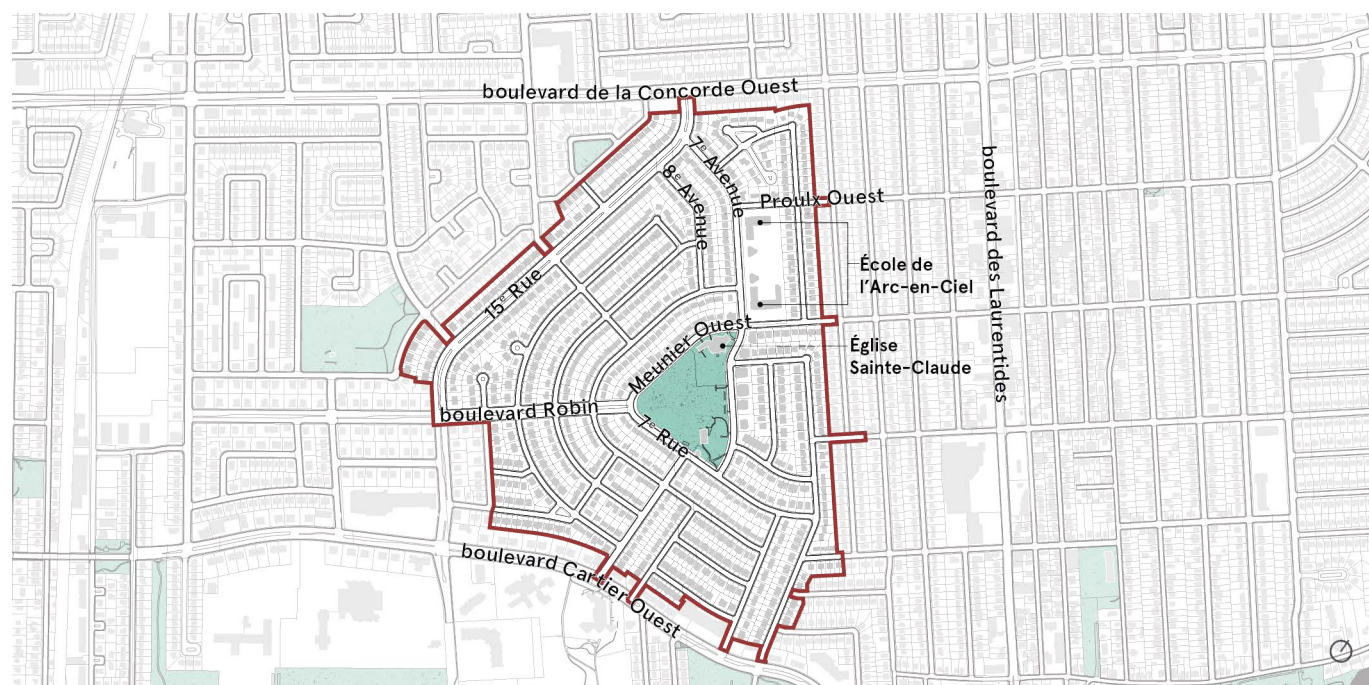 boulevard de la Concorde Ouest
7e Avenue
8e Avenue
Proulx Ouest
boulevard des Laurentides
École de
l'Arc-en-Ciel
15e Rue
Meunier Ouest
Église
Sainte-Claude
boulevard Robin
7e Rue
boulevard Cartier Ouest